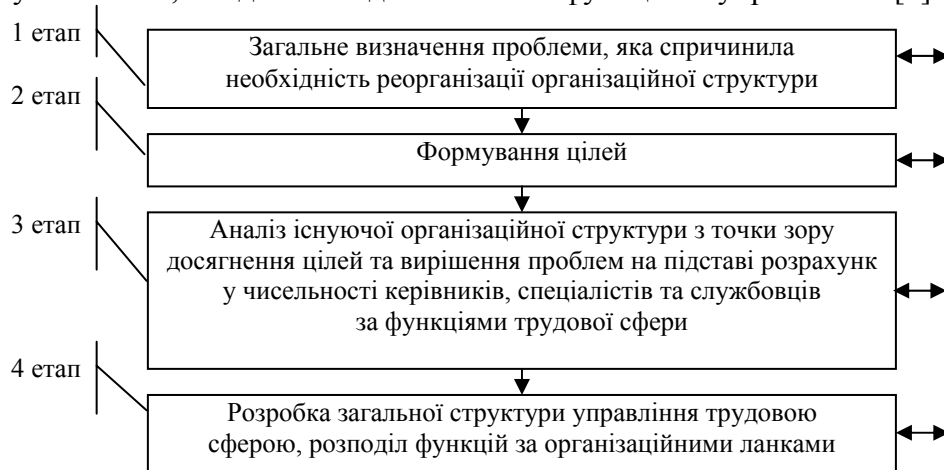 1 етап
Загальне визначення проблеми, яка спричинила
необхідність реорганізації організаційної структури
2 етап
Формування цілей
3 етап
Аналіз існуючої організаційної структури з точки зору
досягнення цілей та вирішення проблем на підставі розрахунк
у чисельності керівників, спеціалістів та службовців
за функціями трудової сфери
4 етап
Розробка загальної структури управління трудовою
сферою, розподіл функцій за організаційними ланками